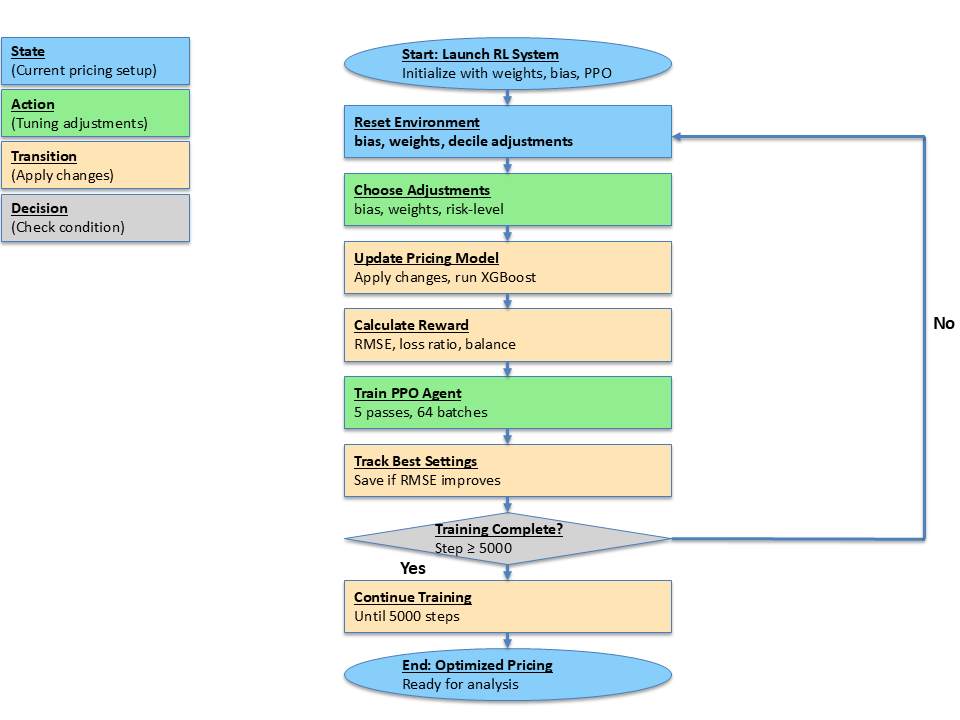 State
(Current pricing setup)
Action
(Tuning adjustments)
Transition
(Apply changes)
Decision
(Check condition)
Start: Launch RL System
Initialize with weights, bias, PPO
Reset Environment
bias, weights, decile adjustments
Choose Adjustments
bias, weights, risk-level
Update Pricing Model
Apply changes, run XGBoost
Calculate Reward
RMSE, loss ratio, balance
Train PPO Agent
5 passes, 64 batches
Track Best Settings
Save if RMSE improves
Training Complete?
Step ≥ 5000
No
Yes
Continue Training
Until 5000 steps
End: Optimized Pricing
Ready for analysis